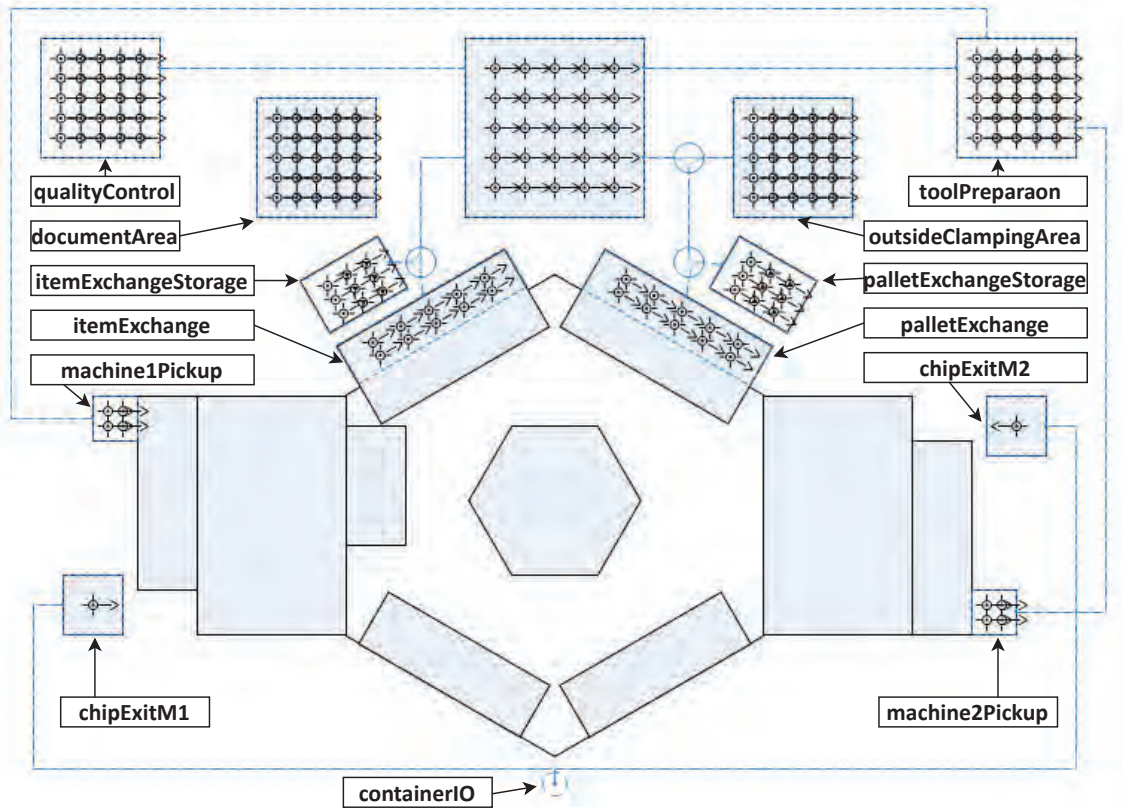 qualityControl
toolPreparaon
documentArea
outsideClampingArea
itemExchangeStorage
palletExchangeStorage
itemExchange
palletExchange
machine1Pickup
chipExitM2
chipExitM1
machine2Pickup
containerIO